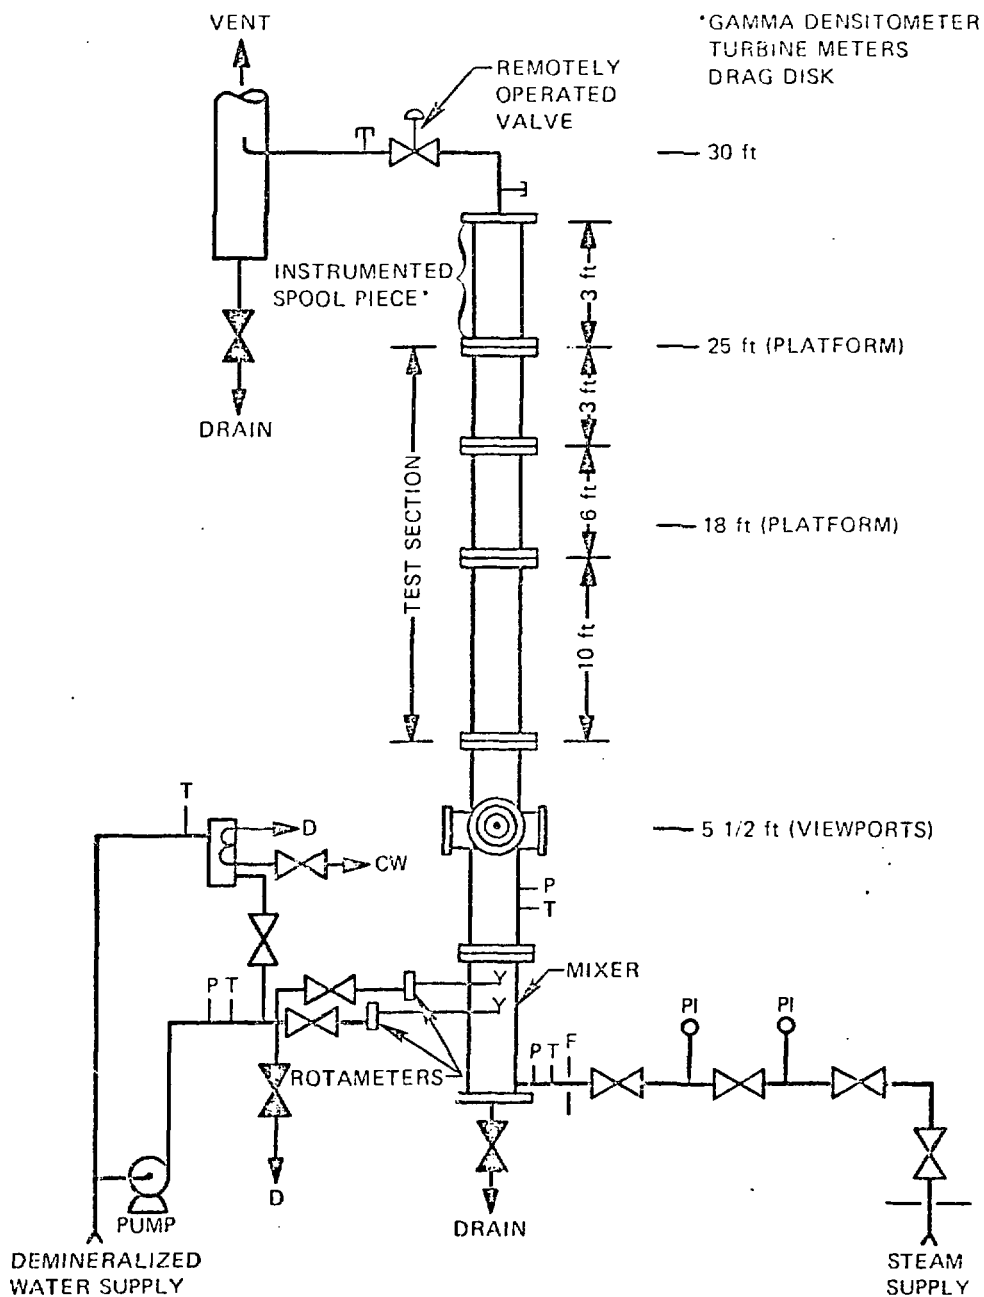 VENT
*GAMMA DENSITOMETER
TURBINE METERS
DRAG DISK
REMOTELY
OPERATED
VALVE
T
30 ft
T
INSTRUMENTED
SPOOL PIECE*
3 ft
25 ft (PLATFORM)
DRAIN
3 ft
TEST SECTION
6 ft
18 ft (PLATFORM)
10 ft
T
D
CW
5 1/2 ft (VIEWPORTS)
P
T
MIXER
P T
Y
Y
PI
PI
ROTAMETERS
P T F
D
PUMP
DRAIN
DEMINERALIZED
WATER SUPPLY
STEAM
SUPPLY